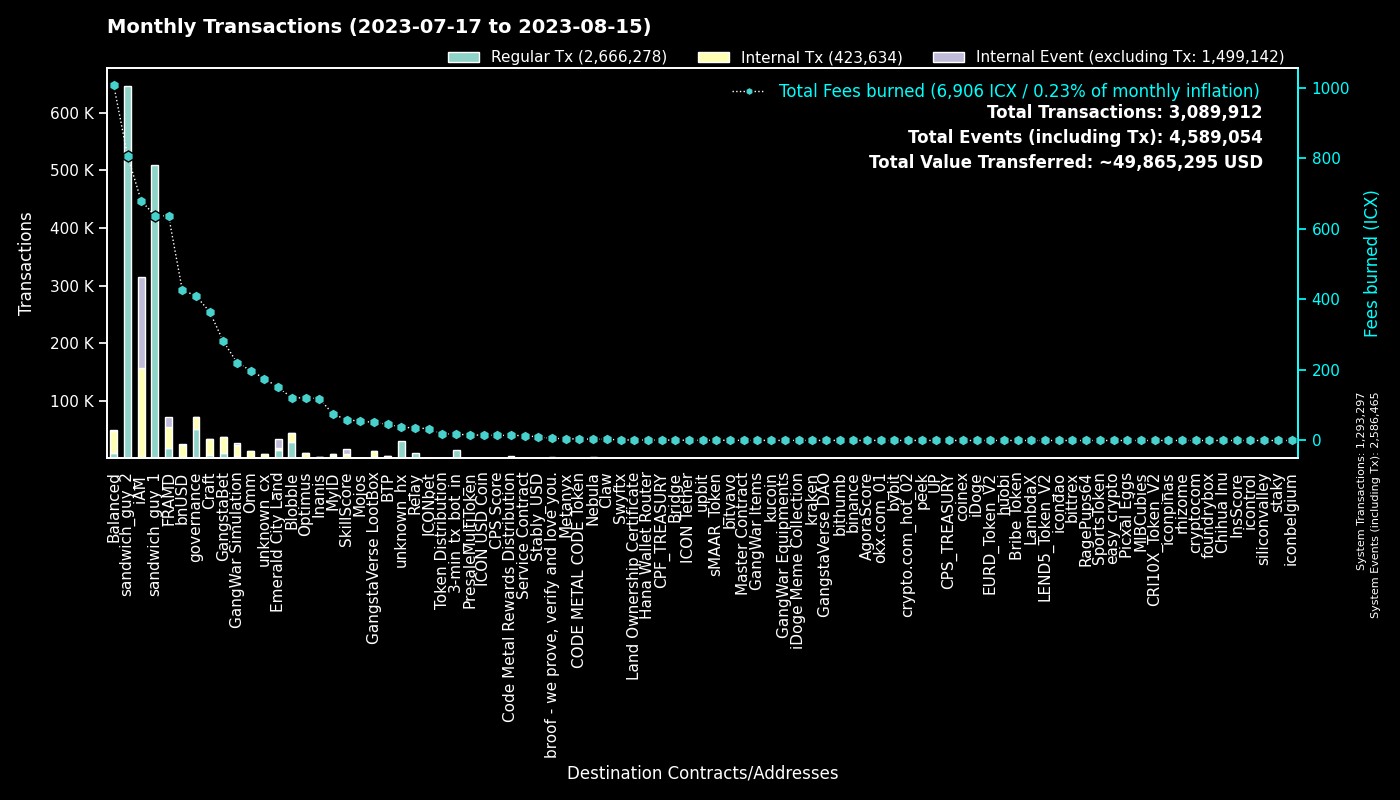 Monthly Transactions (2023-07-17 to 2023-08-15)
Regular Tx (2,666,278)
Internal Tx (423,634)
Internal Event (excluding Tx: 1,499,142)
Total Fees burned (6,906 ICX / 0.23% of monthly inflation)
Total Transactions: 3,089,912
Total Events (including Tx): 4,589,054
Total Value Transferred: ~49,865,295 USD
Transactions
600 K
500 K
400 K
300 K
200 K
100 K
1000
800
600
400
200
0
Fees burned (ICX)
System Transactions: 1,293,297
System Events (including Tx): 2,586,465
Balanced
sandwich_guy_2
iAM
sandwich_guy_1
FRAMD
bnUSD
governance
Craft
GangstaBet
GangWar Simulation
Omm
unknown_cx
Emerald City Land
Blobble
Optimus
Inanis
MyID
SkillScore
Mojos
GangstaVerse LootBox
BTP
unknown_hx
Relay
ICONbet
Token Distribution
3-min_tx_bot_in
PresaleMultiToken
ICON_USD_Coin
CPS_Score
Code Metal Rewards Distribution
Service Contract
Stably_USD
broof - we prove, verify and love you.
Metanyx
CODE METAL CODE Token
Nebula
Claw
Swyftx
Land Ownership Certificate
Hana Wallet Router
CPF_TREASURY
Bridge
ICON_Tether
upbit
sMAAR_Token
bitvavo
Master Contract
GangWar Items
kucoin
GangWar Equipments
iDoge Meme Collection
kraken
GangstaVerse DAO
bithumb
binance
AgoraScore
okx.com_01
bybit
crypto.com_hot_02
peek
UP
CPS_TREASURY
coinex
iDoge
EURD_Token_V2
huobi
Bribe Token
LambdaX
LEND5_Token_V2
icondao
bittrex
RagePups64
SportsToken
easy_crypto
Picxal Eggs
MIBCubies
CRI10X_Token_V2
iconpinas
rhizome
cryptocom
foundrybox
Chihua Inu
InsScore
icontrol
siliconvalley
staky
iconbelgium
Destination Contracts/Addresses